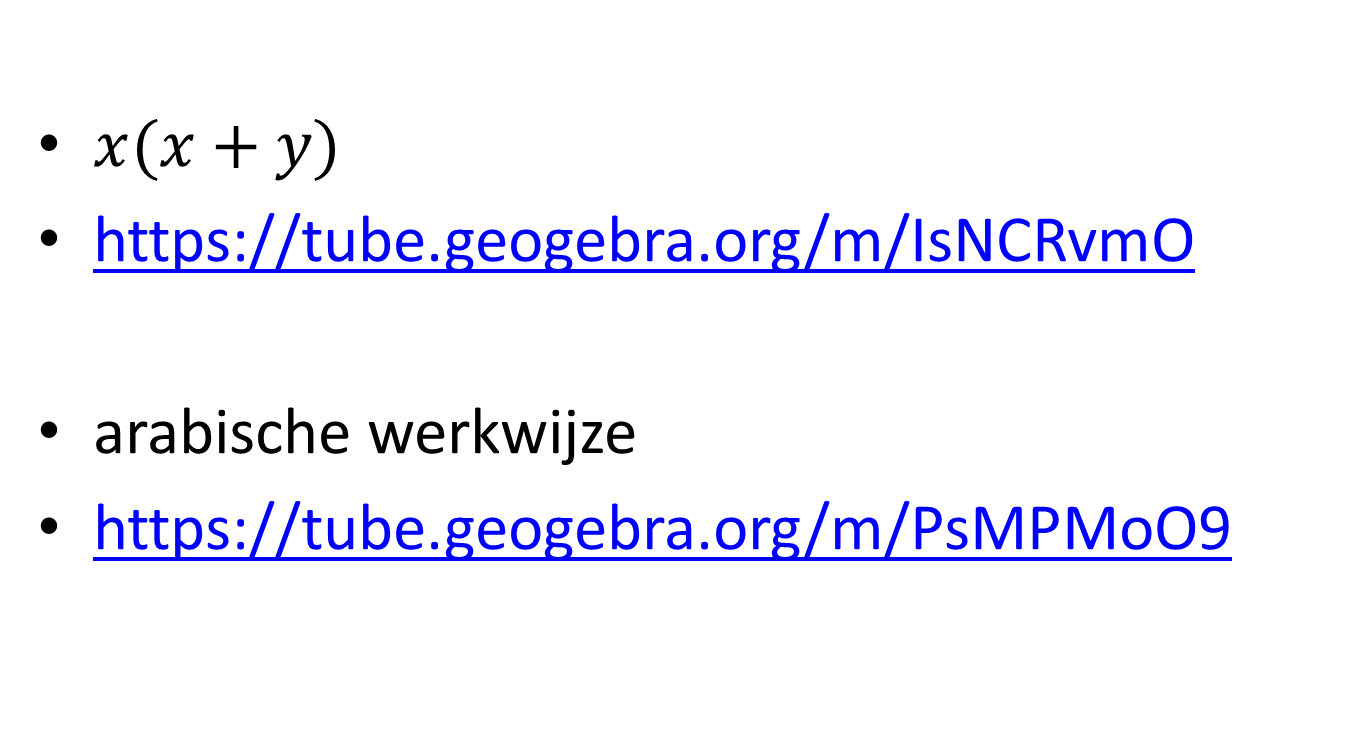 • x(x + y)
• https://tube.geogebra.org/m/IsNCRvmO
• arabische werkwijze
• https://tube.geogebra.org/m/PsMPMoO9